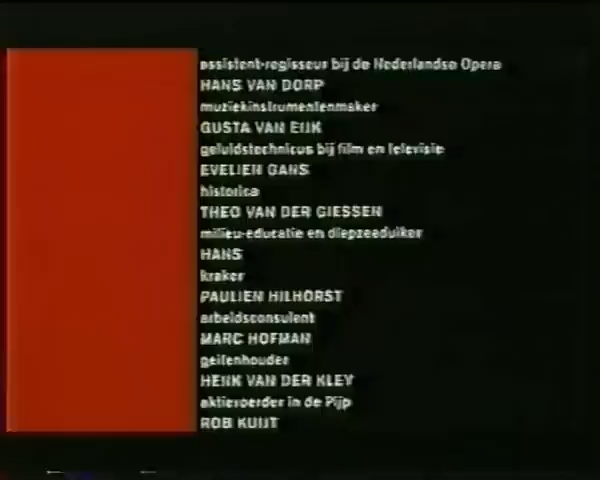 assistent-regisseur bij de Nederlandse Opera
HANS VAN DORP
muziekinstrumentenmaker
GUSTA VAN EIJK
geluidstechnicus bij film en televisie
EVELIEN GANS
historica
THEO VAN DER GIESSEN
milieu-educatie en diepzeeduiker
HANS
kraker
PAULIEN HILHORST
arbeidsconsulent
MARC HOFMAN
geitenhouder
HENK VAN DER KLEY
aktievoerder in de Pijp
ROB KUIJT